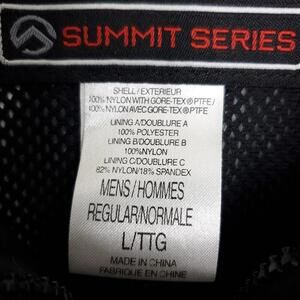 SUMMIT SERIES
SHELL/EXTERIEUR
100% NYLON WITH GORE-TEX® PTFE/
100% NYLON AVEC GORE-TEX® PTFE
LINING A/DOUBLURE A
100% POLYESTER
LINING B/DOUBLURE B
100%NYLON
LINING C/DOUBLURE C
82% NYLON/18% SPANDEX
MENS/HOMMES
REGULAR/NORMALE
L/TTG
MADE IN CHINA
FABRIQUE EN CHINE